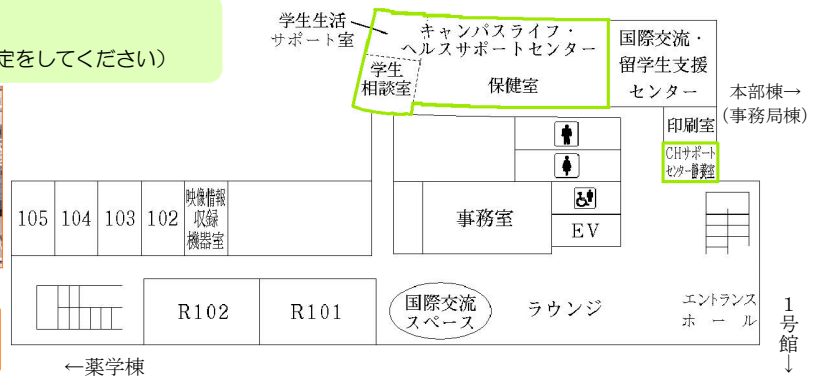 定をしてください）
学生生活
サポート室
キャンパスライフ・
ヘルスサポートセンター
学生
相談室
保健室
国際交流・
留学生支援
センター
本部棟→
（事務局棟）
印刷室
CHサポート
センター静養室
105
104
103
102
映像情報
収録
機器室
事務室
EV
R102
R101
国際交流
スペース
ラウンジ
エントランス
ホール
1号館↓
←薬学棟